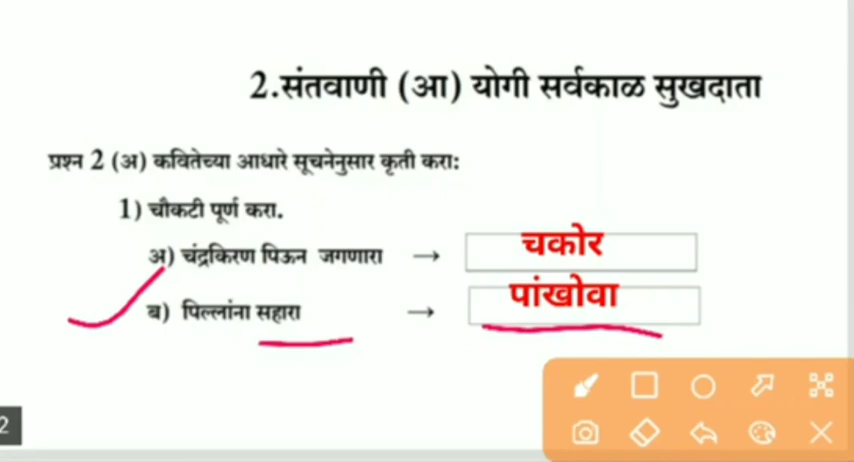 2.संतवाणी (आ) योगी सर्वकाळ सुखदाता
प्रश्न 2 (अ) कवितेच्या आधारे सूचनेनुसार कृती करा:
1) चौकटी पूर्ण करा.
अ) चंद्रकिरण पिऊन जगणारा → चकोर
ब) पिल्लांना सहारा → पांखोवा
2